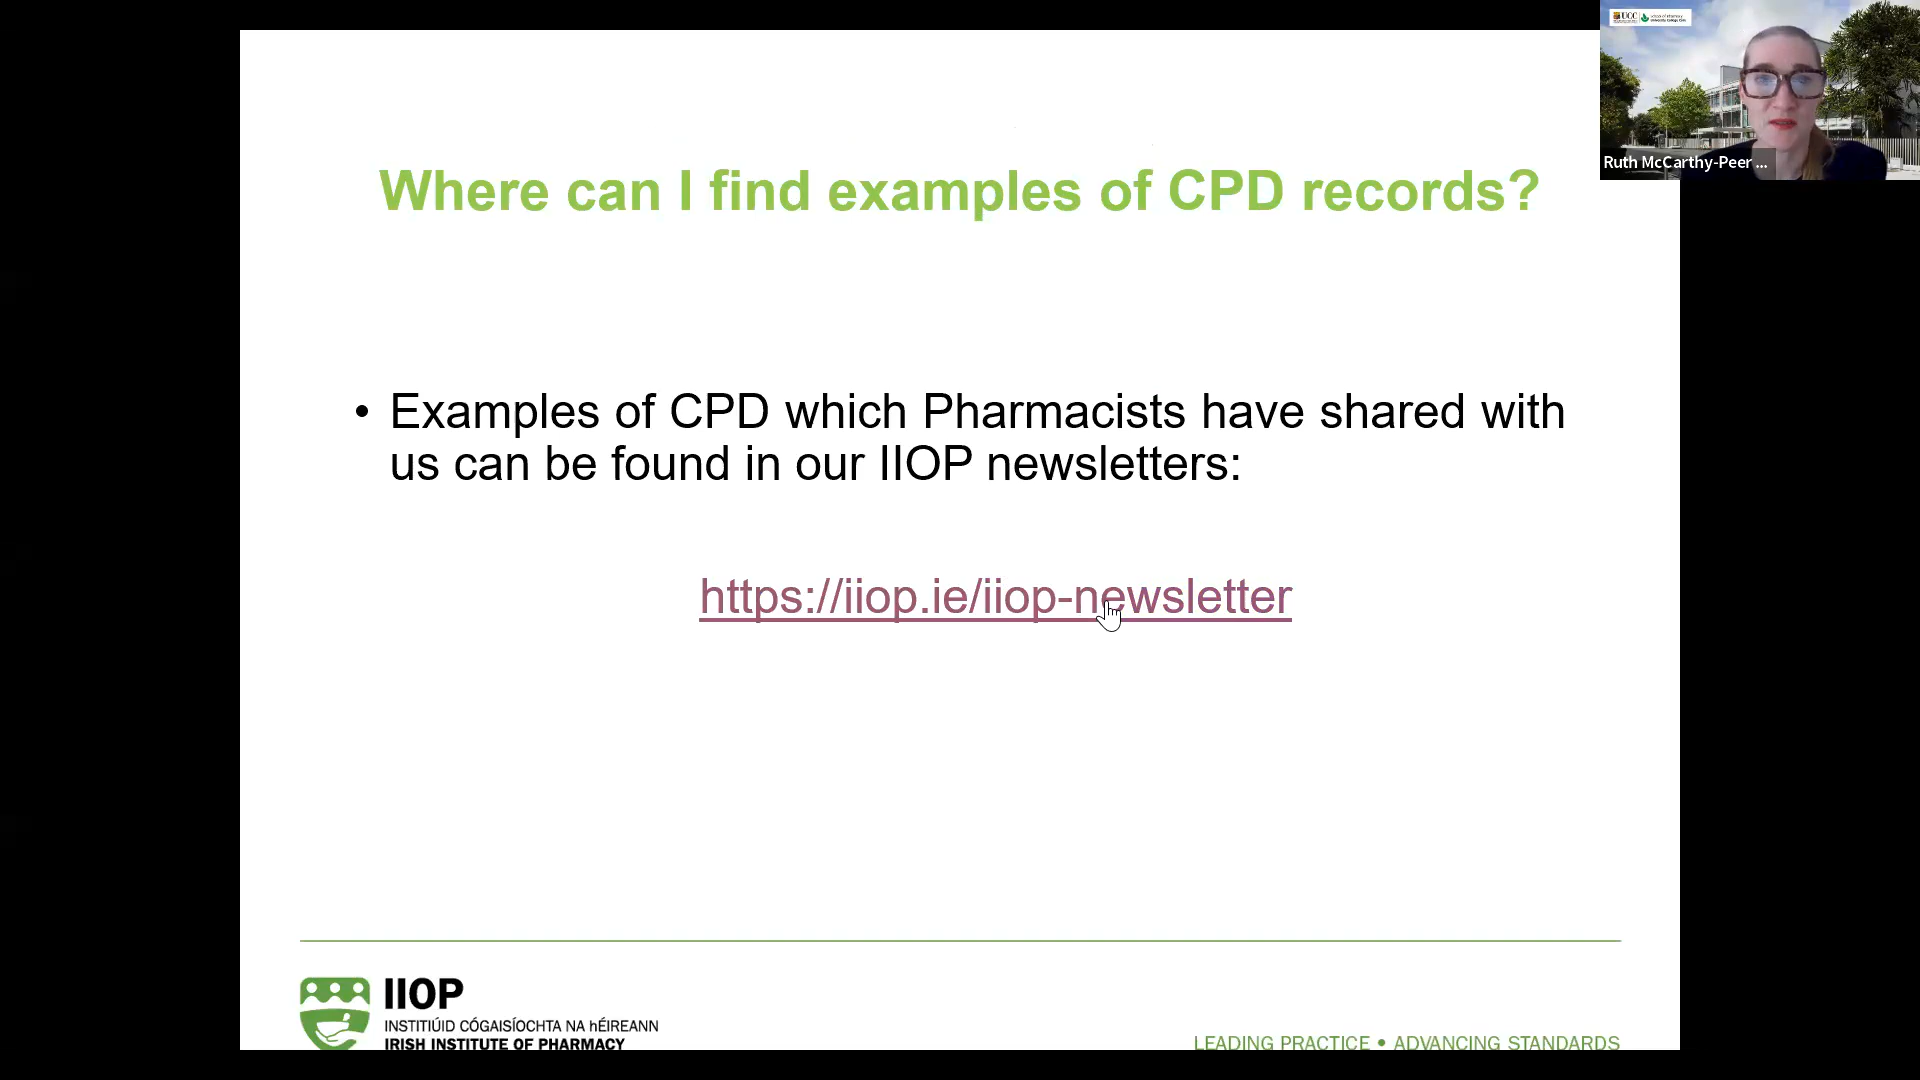 UCC
Ruth McCarthy-Peer ...
Where can I find examples of CPD records?
• Examples of CPD which Pharmacists have shared with
us can be found in our IIOP newsletters:
https://iiop.ie/iiop-newsletter
IIOP
INSTITIÚID CÓGAISÍOCHTA NA hÉIREANN
IRISH INSTITUTE OF PHARMACY
LEADING PRACTICE • ADVANCING STANDARDS